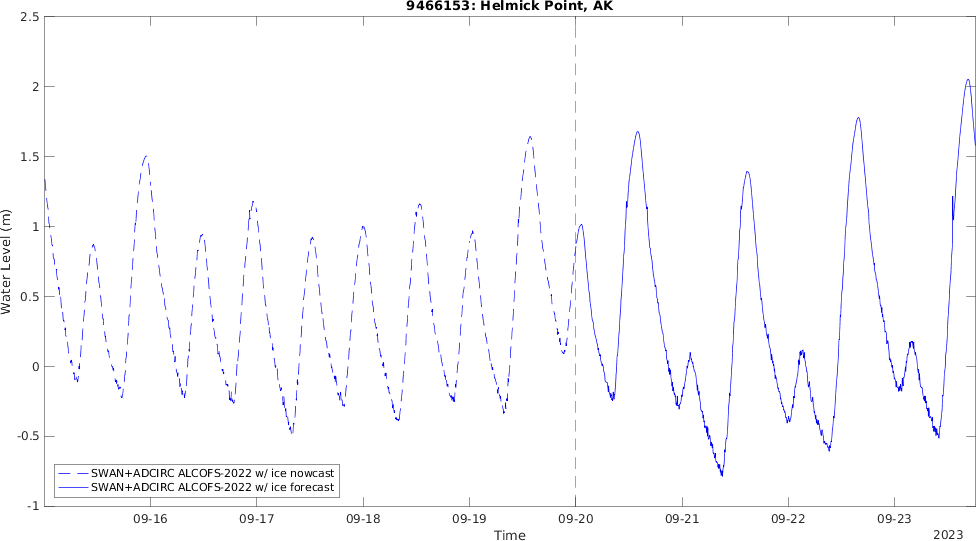 9466153: Helmick Point, AK
2.5
2
1.5
1
0.5
0
-0.5
-1
Water Level (m)
SWAN+ADCIRC ALCOFS-2022 w/ ice nowcast
SWAN+ADCIRC ALCOFS-2022 w/ ice forecast
09-16 09-17 09-18 09-19 09-20 09-21 09-22 09-23
Time
2023